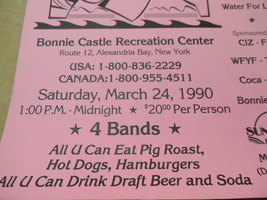 Water For L
Bonnie Castle Recreation Center
Route 12, Alexandria Bay, New York
USA: 1-800-836-2229
CANADA: 1-800-955-4511
Saturday, March 24, 1990
1:00 P.M. - Midnight ★ $20.00 Per Person
★ 4 Bands ★
All U Can Eat Pig Roast,
Hot Dogs, Hamburgers
All U Can Drink Draft Beer and Soda
Sponsored
CIZ - F
WFYF -
Coca -
Bonnie
SUN
M
(D